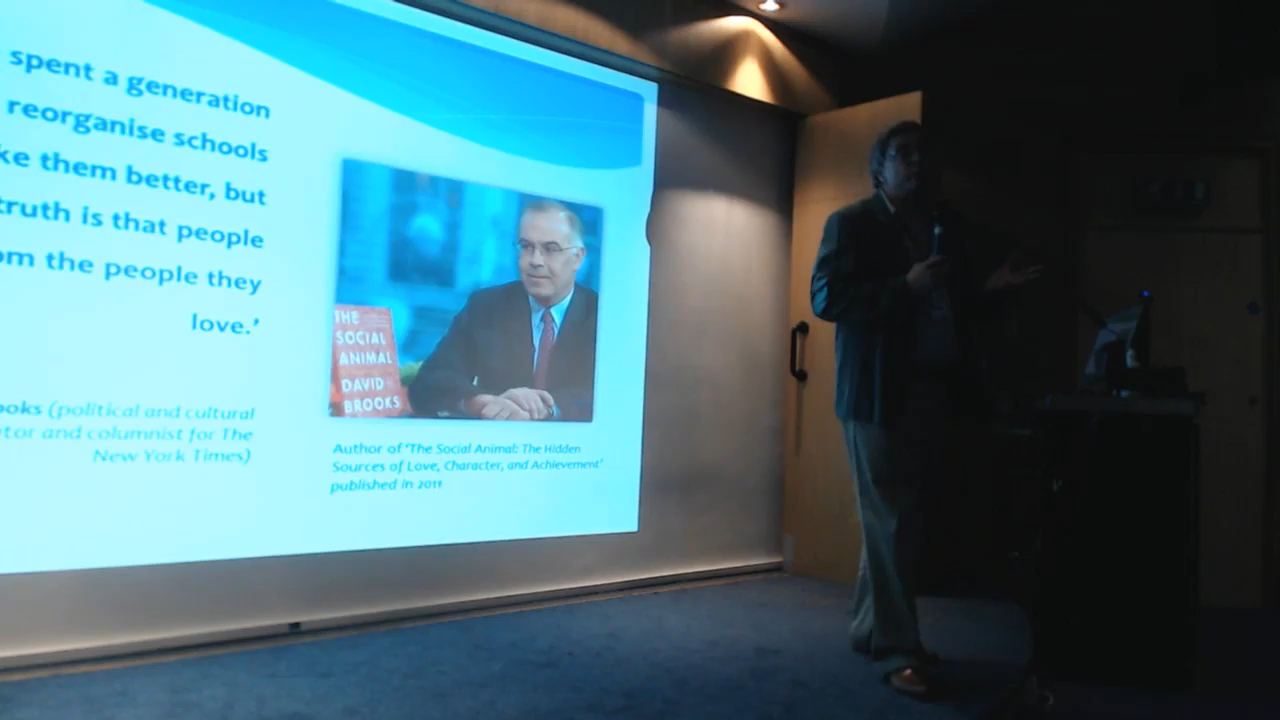 spent a generation
reorganise schools
ke them better, but
truth is that people
om the people they
love.'
ooks (political and cultural
tor and columnist for The
New York Times)
THE
SOCIAL
ANIMAL
DAVID
BROOKS
Author of 'The Social Animal: The Hidden
Sources of Love, Character, and Achievement'
published in 2011